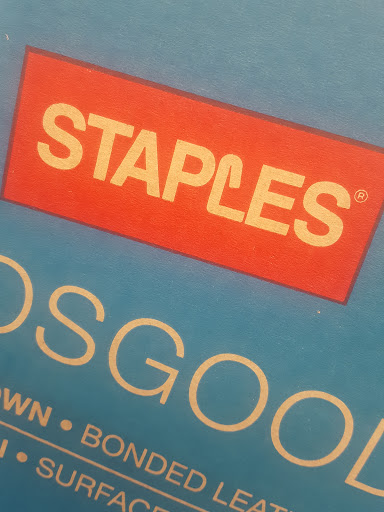 STAPLES®
OSGOOD
OWN • BONDED LEAT
• SURFACE